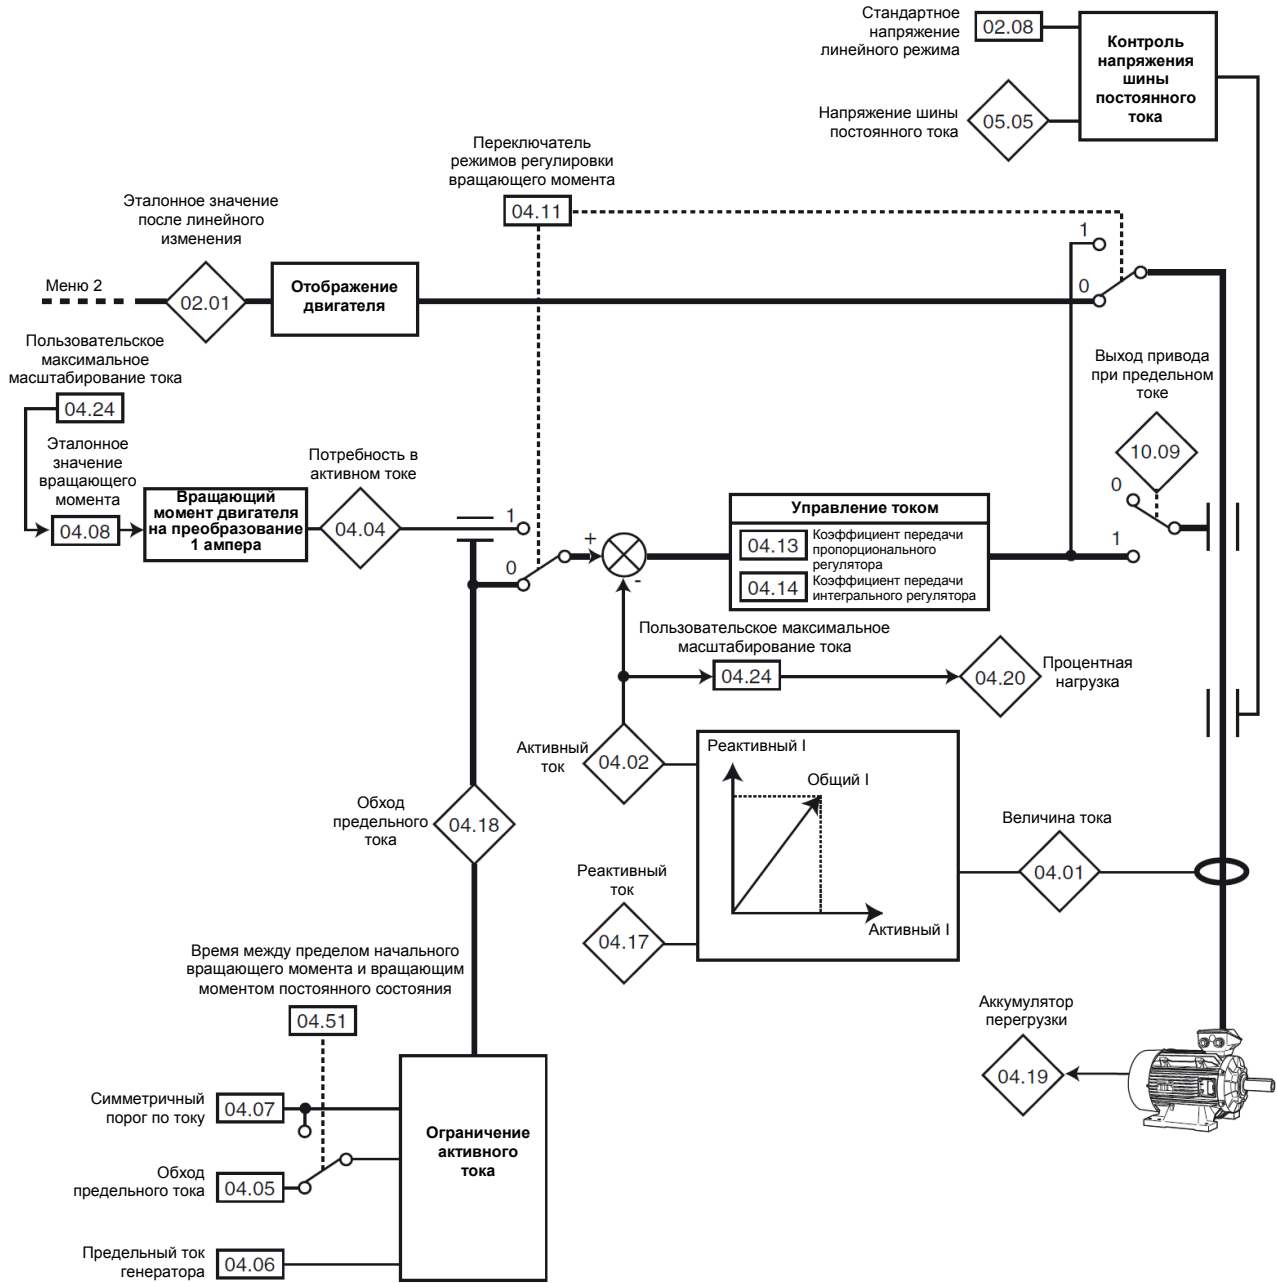 Стандартное
напряжение
линейного режима
02.08
Контроль
напряжения
шины
постоянного
тока
Напряжение шины
постоянного тока
05.05
Переключатель
режимов регулировки
вращающего момента
04.11
Эталонное значение
после линейного
изменения
1
0
Меню 2
02.01
Отображение
двигателя
Пользовательское
максимальное
масштабирование тока
04.24
Выход привода
при предельном
токе
10.09
0
1
Эталонное
значение
вращающего
момента
04.08
Вращающий
момент двигателя
на преобразование
1 ампера
Потребность в
активном токе
04.04
1
0
+
-
Управление током
04.13
Коэффициент передачи
пропорционального
регулятора
04.14
Коэффициент передачи
интегрального регулятора
Пользовательское максимальное
масштабирование тока
04.24
04.20
Процентная
нагрузка
Активный
ток
04.02
Реактивный I
Общий I
Активный I
Обход
предельного
тока
04.18
Величина тока
04.01
Реактивный
ток
04.17
Время между пределом начального
вращающего момента и вращающим
моментом постоянного состояния
04.51
Аккумулятор
перегрузки
04.19
Симметричный
порог по току
04.07
Ограничение
активного
тока
Обход
предельного тока
04.05
Предельный ток
генератора
04.06